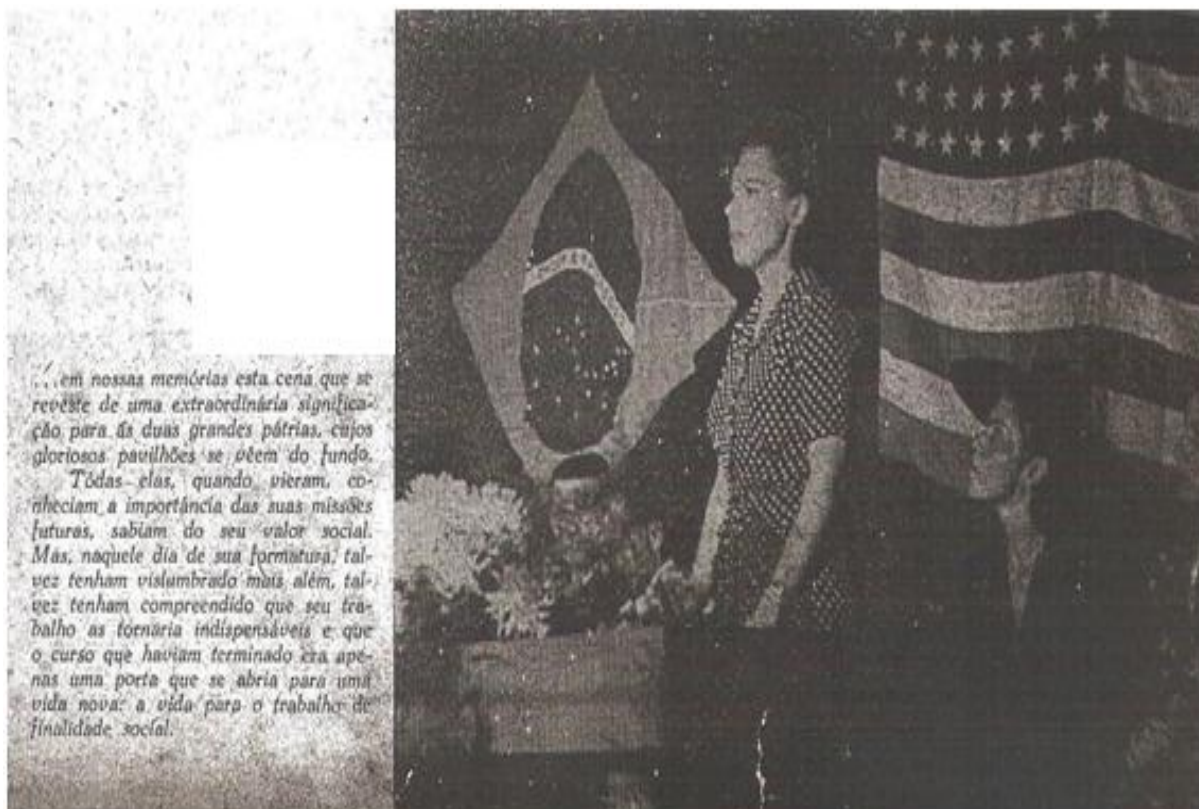 ...em nossas memórias esta cena que se
revéste de uma extraordinária significa-
ção para as duas grandes pátrias, cujos
gloriosos pavilhões se vêem do fundo.
Tôdas elas, quando vieram, co-
nheciam a importância das suas missões
futuras, sabiam do seu valor social.
Mas, naquele dia de sua formatura, tal-
vez tenham vislumbrado mais além, tal-
vez tenham compreendido que seu tra-
balho as tornaria indispensáveis e que
o curso que haviam terminado era ape-
nas uma porta que se abria para uma
vida nova: a vida para o trabalho de
finalidade social.